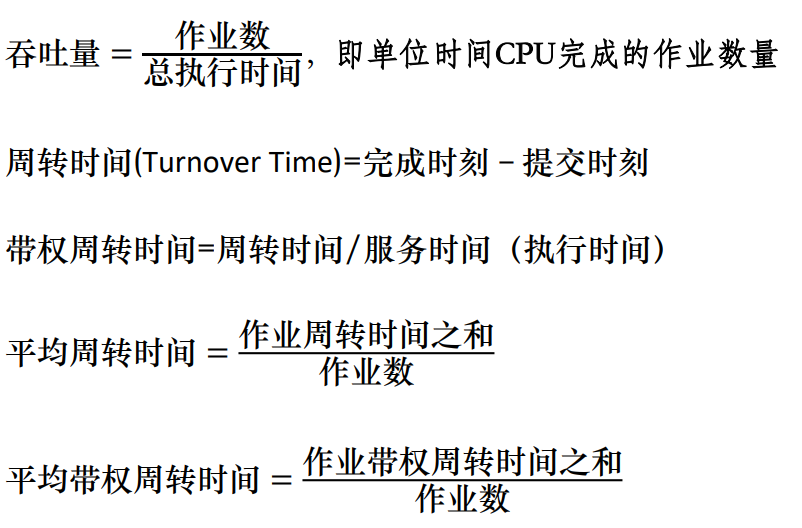 吞吐量 = 作业数/总执行时间，即单位时间CPU完成的作业数量
周转时间(Turnover Time)=完成时刻 – 提交时刻
带权周转时间=周转时间/服务时间（执行时间）
平均周转时间 = 作业周转时间之和/作业数
平均带权周转时间 = 作业带权周转时间之和/作业数